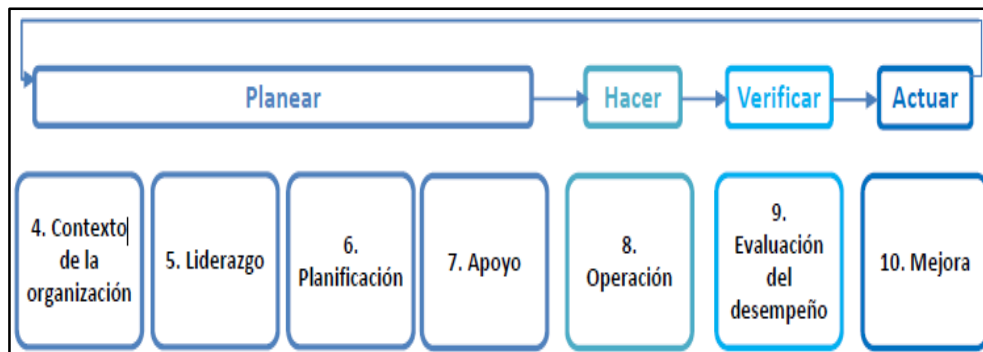 Planear
Hacer
Verificar
Actuar
4. Contexto
de la
organización
5. Liderazgo
6.
Planificación
7. Apoyo
8.
Operación
9.
Evaluación
del
desempeño
10. Mejora